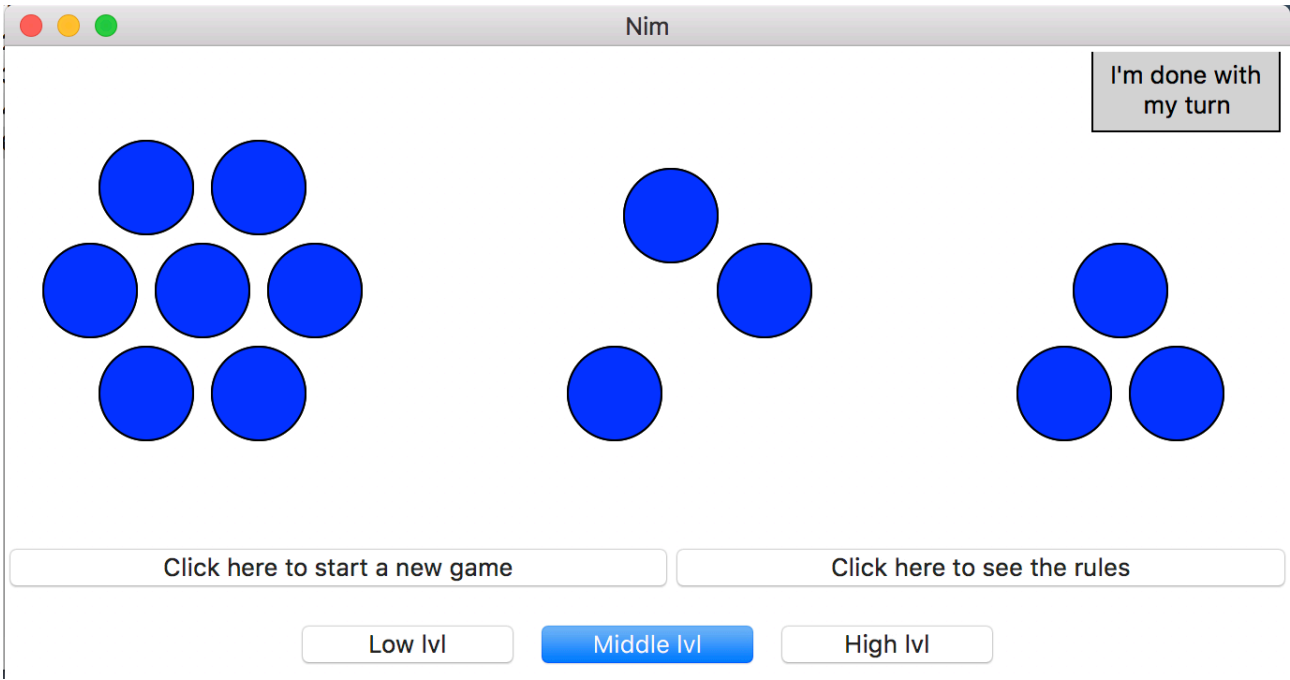 Nim
I'm done with
my turn
Click here to start a new game
Click here to see the rules
Low lvl
Middle lvl
High lvl